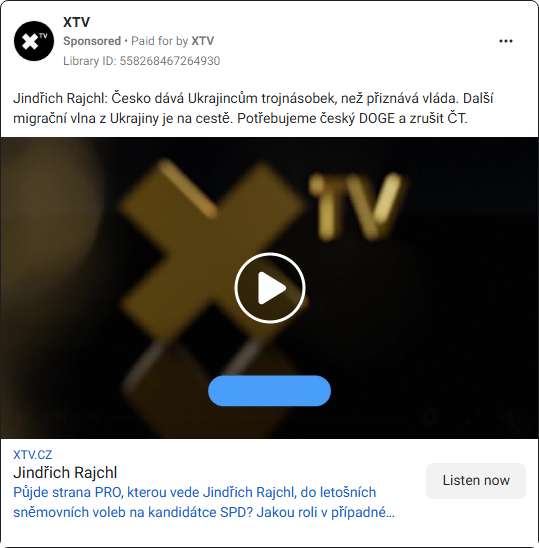 XTV
Sponsored • Paid for by XTV
Library ID: 558268467264930
Jindřich Rajchl: Česko dává Ukrajincům trojnásobek, než přiznává vláda. Další
migrační vlna z Ukrajiny je na cestě. Potřebujeme český DOGE a zrušit ČT.
XTV
XTV.CZ
Jindřich Rajchl
Půjde strana PRO, kterou vede Jindřich Rajchl, do letošních
sněmovních voleb na kandidátce SPD? Jakou roli v případné...
Listen now